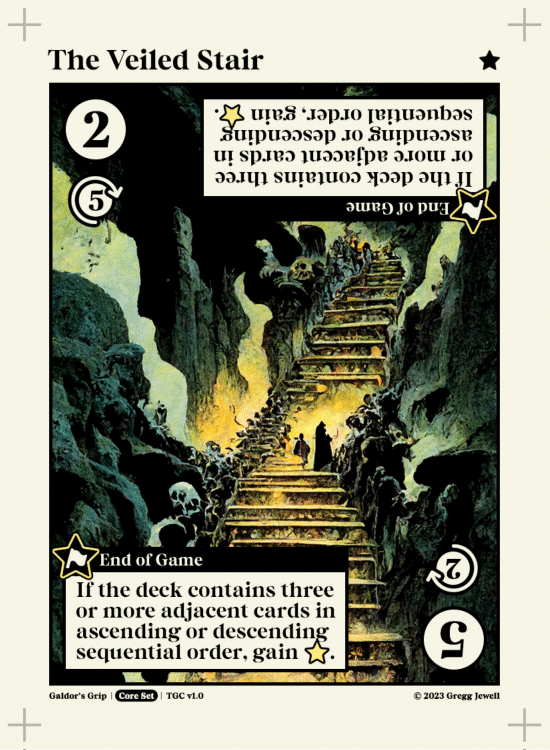 The Veiled Stair
2
5
If the deck contains three
or more adjacent cards in
ascending or descending
sequential order, gain .
End of Game
End of Game
If the deck contains three
or more adjacent cards in
ascending or descending
sequential order, gain .
2
5
Galdor's Grip | Core Set | TGC v1.0
© 2023 Gregg Jewell